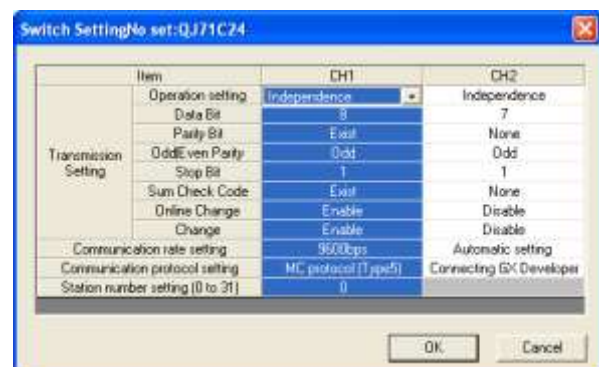 Switch SettingNo set:QJ71C24
Item CH1 CH2
Transmission Setting
Operation setting Independence Independence
Data Bit 8 7
Parity Bit Exist None
Odd/Even Parity Odd Odd
Stop Bit 1 1
Sum Check Code Exist None
Online Change Enable Disable
Change Enable Disable
Communication rate setting 9600bps Automatic setting
Communication protocol setting MC protocol (Type5) Connecting GX Developer
Station number setting (0 to 31) 0
OK Cancel